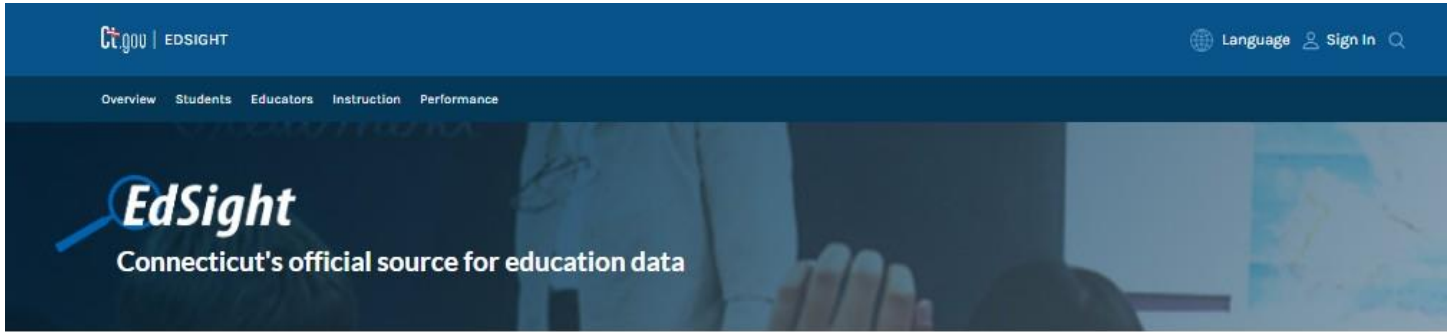 Ct.gov | EDSIGHT Language Sign In
Overview Students Educators Instruction Performance
EdSight
Connecticut's official source for education data